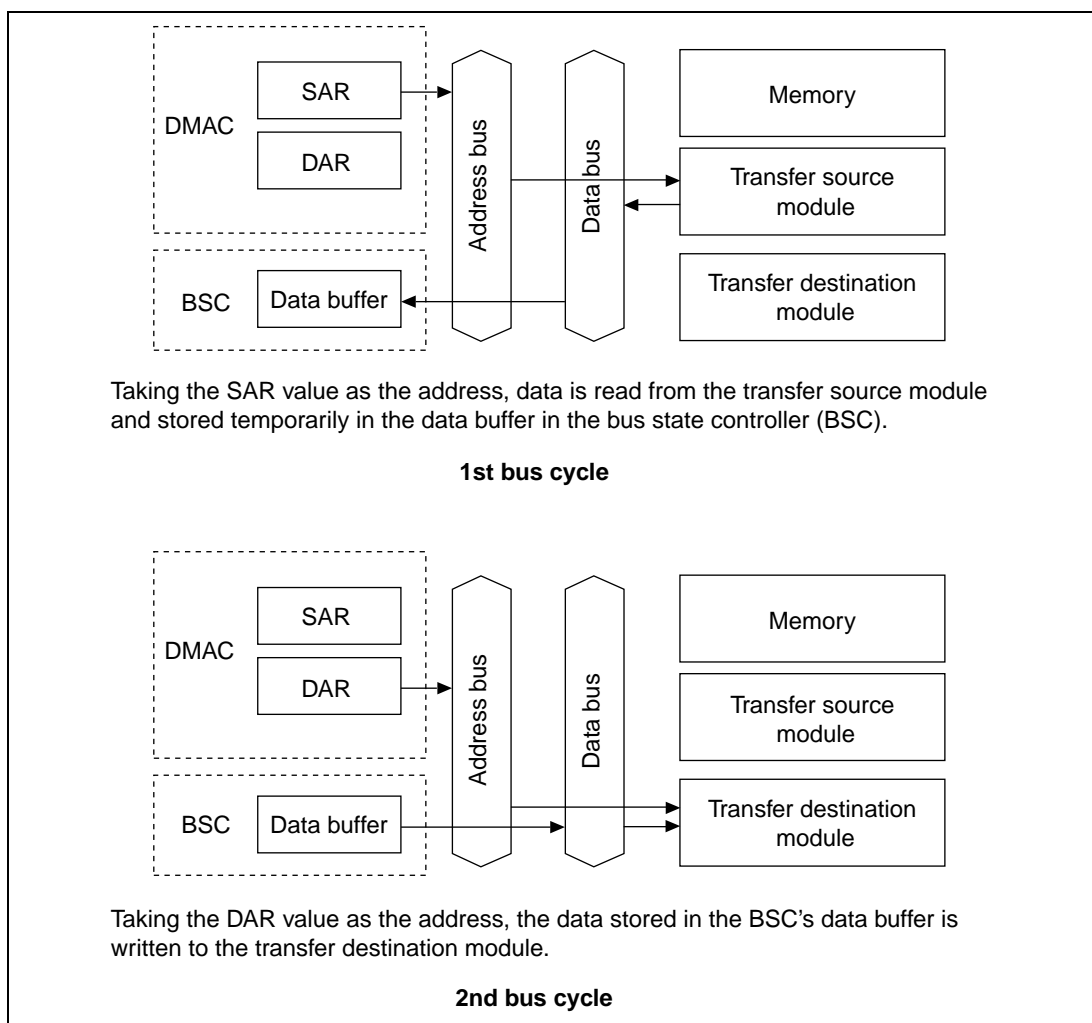 SAR
DMAC
DAR
BSC
Data buffer
Address bus
Data bus
Memory
Transfer source
module
Transfer destination
module
Taking the SAR value as the address, data is read from the transfer source module
and stored temporarily in the data buffer in the bus state controller (BSC).
1st bus cycle
SAR
DMAC
DAR
BSC
Data buffer
Address bus
Data bus
Memory
Transfer source
module
Transfer destination
module
Taking the DAR value as the address, the data stored in the BSC’s data buffer is
written to the transfer destination module.
2nd bus cycle